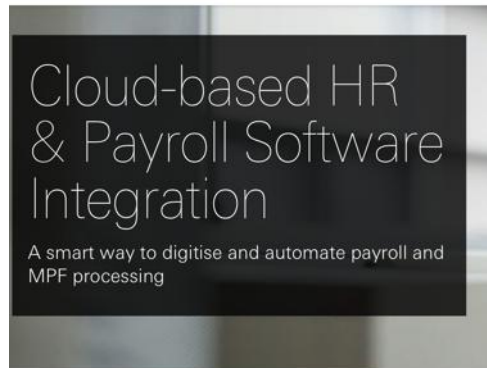 Cloud-based HR
& Payroll Software
Integration
A smart way to digitise and automate payroll and
MPF processing